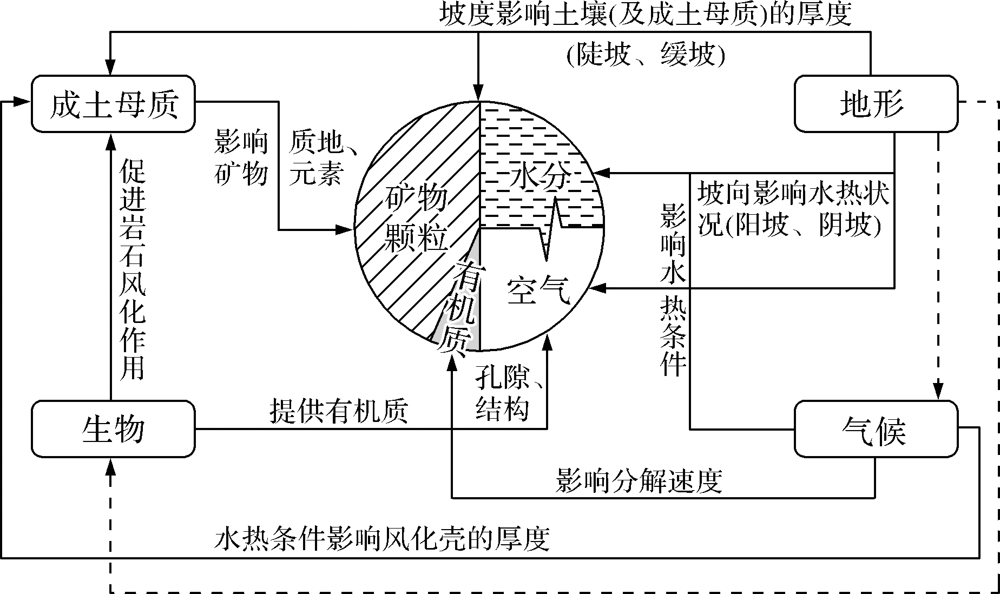 坡度影响土壤(及成土母质)的厚度
(陡坡、缓坡)
成土母质
地形
影响
矿物
质地、
元素
促进岩石风化作用
矿物
颗粒
水分
有机质
空气
坡向影响水热状
况(阳坡、阴坡)
影响水热条件
孔隙、
结构
提供有机质
生物
气候
影响分解速度
水热条件影响风化壳的厚度